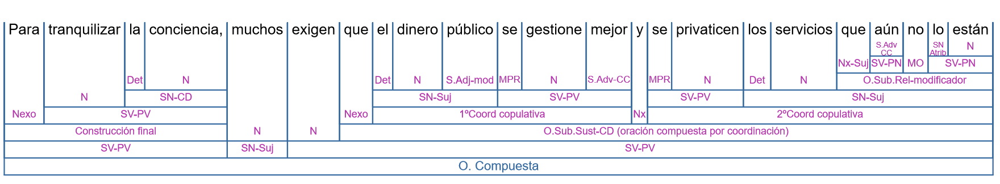 Para tranquilizar la conciencia, muchos exigen que el dinero público se gestione mejor y se privaticen los servicios que aún no lo están
S.Adv CC SN Atrib N
Nx-Suj SV-PN MO SV-PN
Det N Det N S.Adj-mod MPR N S.Adv-CC MPR N Det N O.Sub.Rel-modificador
N SN-CD SN-Suj SV-PV SV-PV SN-Suj
Nexo SV-PV Nexo 1ºCoord copulativa Nx 2ºCoord copulativa
Construcción final N N O.Sub.Sust-CD (oración compuesta por coordinación)
SV-PV SN-Suj SV-PV
O. Compuesta